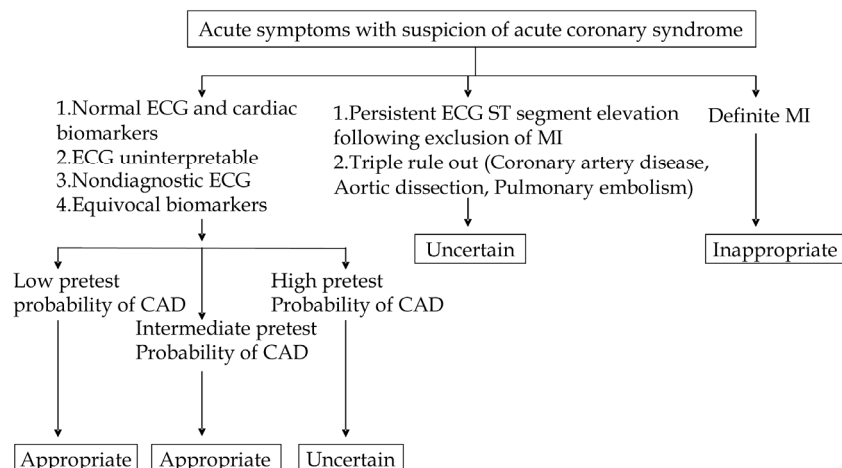 Acute symptoms with suspicion of acute coronary syndrome
1.Normal ECG and cardiac
biomarkers
2.ECG uninterpretable
3.Nondiagnostic ECG
4.Equivocal biomarkers
1.Persistent ECG ST segment elevation
following exclusion of MI
2.Triple rule out (Coronary artery disease,
Aortic dissection, Pulmonary embolism)
Definite MI
Uncertain
Inappropriate
Low pretest
probability of CAD
Intermediate pretest
Probability of CAD
High pretest
Probability of CAD
Appropriate
Appropriate
Uncertain